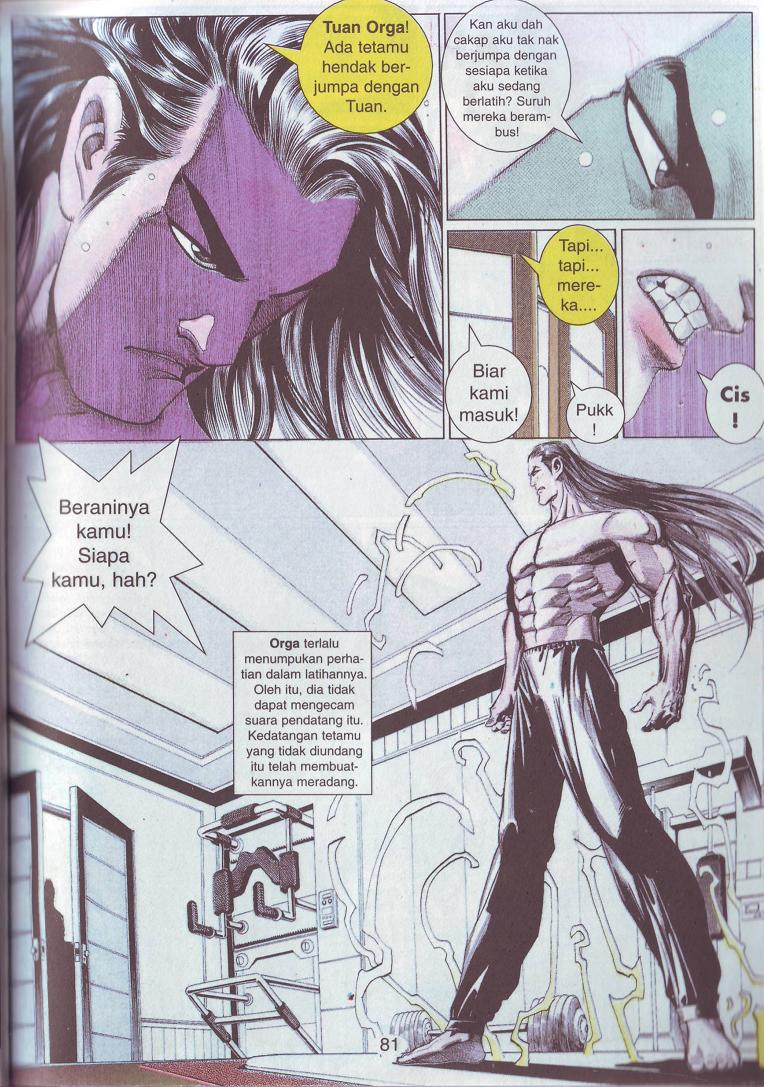 Tuan Orga!
Ada tetamu
hendak ber-
jumpa dengan
Tuan.
Kan aku dah
cakap aku tak nak
berjumpa dengan
sesiapa ketika
aku sedang
berlatih? Suruh
mereka beram-
bus!
Tapi...
tapi...
mere-
ka....
Biar
kami
masuk!
Pukk
!
Cis
!
Beraninya
kamu!
Siapa
kamu, hah?
Orga terlalu
menumpukan perha-
tian dalam latihannya.
Oleh itu, dia tidak
dapat mengecam
suara pendatang itu.
Kedatangan tetamu
yang tidak diundang
itu telah membuat-
kannya meradang.
81